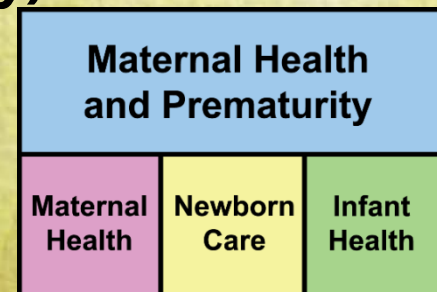 Maternal Health
and Prematurity
Maternal
Health
Newborn
Care
Infant
Health